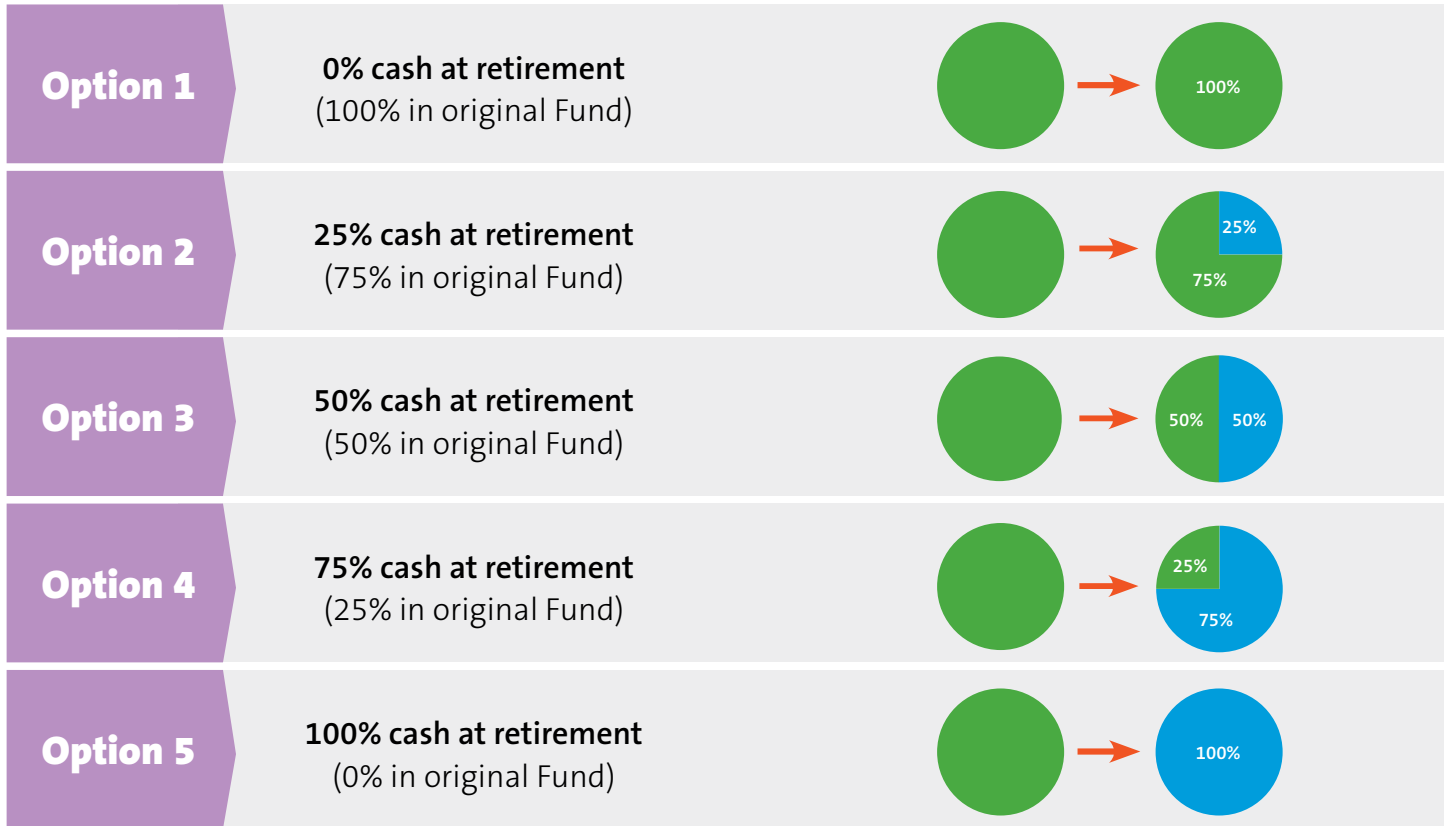 Option 1
0% cash at retirement
(100% in original Fund)
100%
Option 2
25% cash at retirement
(75% in original Fund)
25%
75%
Option 3
50% cash at retirement
(50% in original Fund)
50%
50%
Option 4
75% cash at retirement
(25% in original Fund)
25%
75%
Option 5
100% cash at retirement
(0% in original Fund)
100%